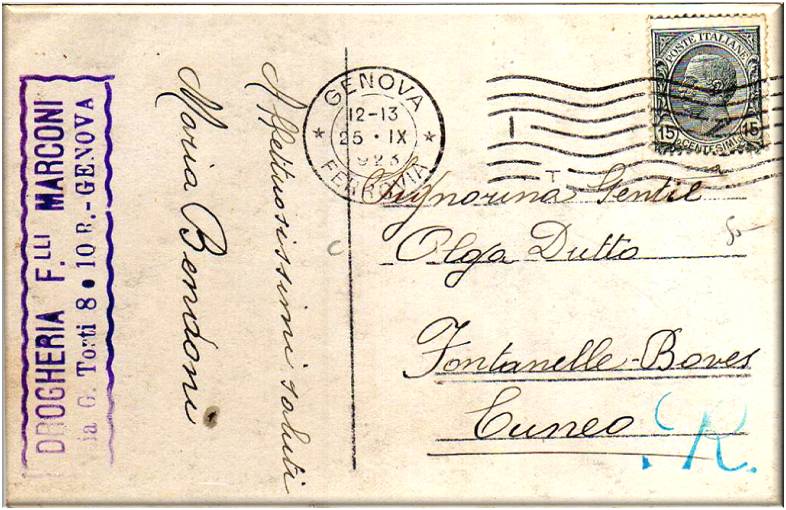 DROGHERIA F.LLI MARCONI
Via G. Torti 8 • 10 R.-GENOVA
Affettuosissimi saluti
Maria Bendoni
GENOVA
12-13
25 • IX
923
FERROVIA
POSTE ITALIANE
15 CENTESIMI 15
Signorina Gentil
Olga Dutto
Fontanelle-Boves
Cuneo
R.